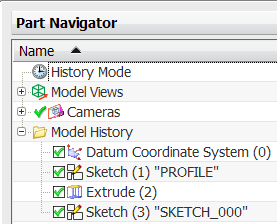 Part Navigator
Name
History Mode
Model Views
Cameras
Model History
Datum Coordinate System (0)
Sketch (1) "PROFILE"
Extrude (2)
Sketch (3) "SKETCH_000"